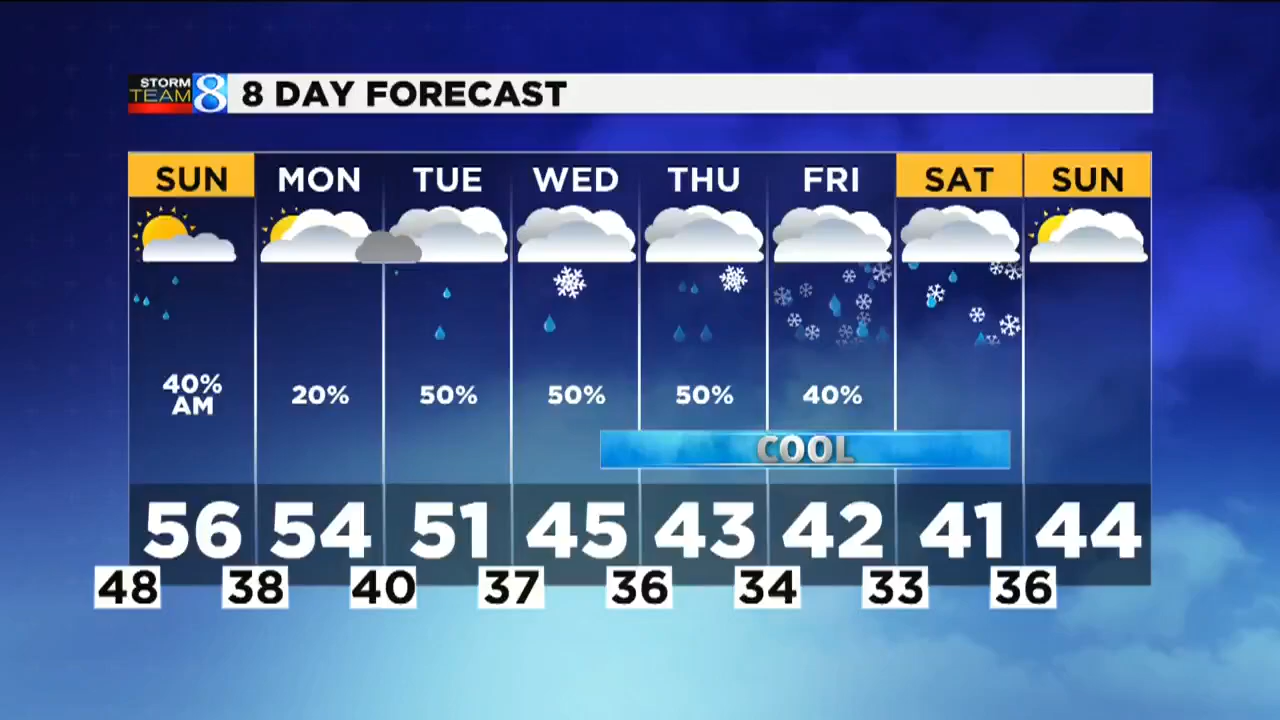 STORM
TEAM 8
8 DAY FORECAST
SUN MON TUE WED THU FRI SAT SUN
40% AM 20% 50% 50% 50% 40%
COOL
56 54 51 45 43 42 41 44
48 38 40 37 36 34 33 36